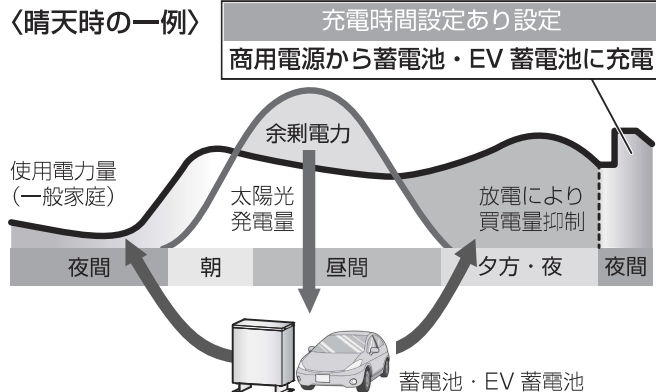 〈晴天時の一例〉
充電時間設定あり設定
商用電源から蓄電池・EV 蓄電池に充電
余剰電力
使用電力量
（一般家庭）
太陽光
発電量
放電により
買電量抑制
夜間
朝
昼間
夕方・夜
夜間
蓄電池・EV 蓄電池